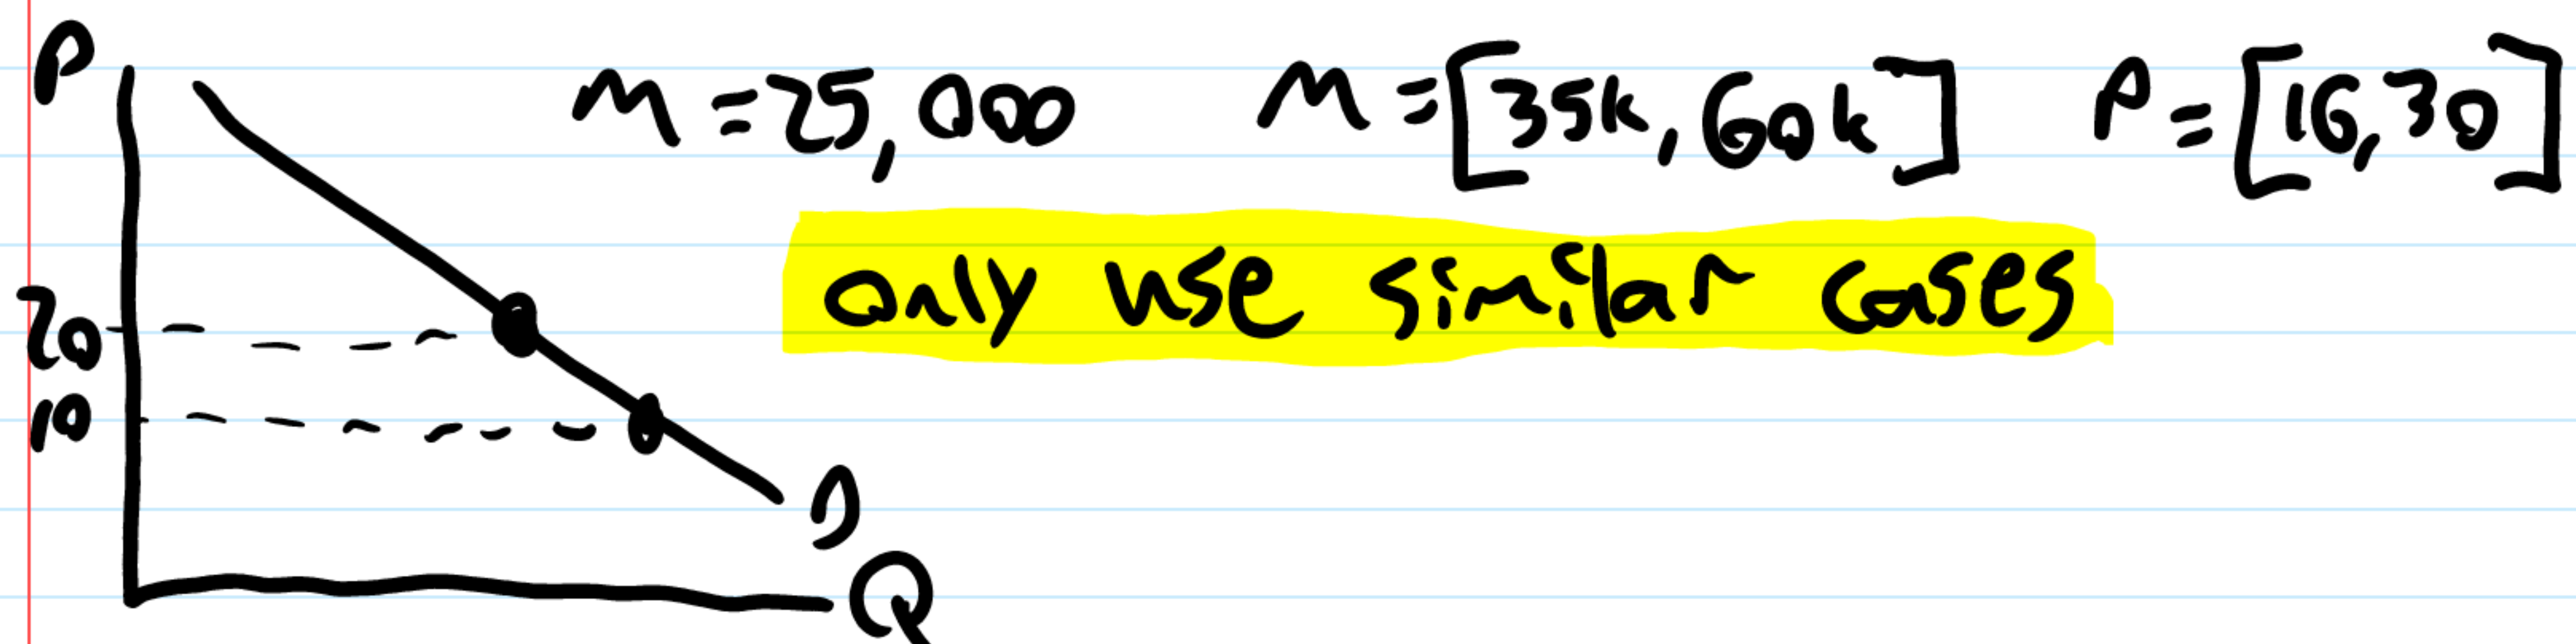 P
M = 25,000 M = [35k, 60k] P = [16, 30]
only use similar cases
20
10
D
Q